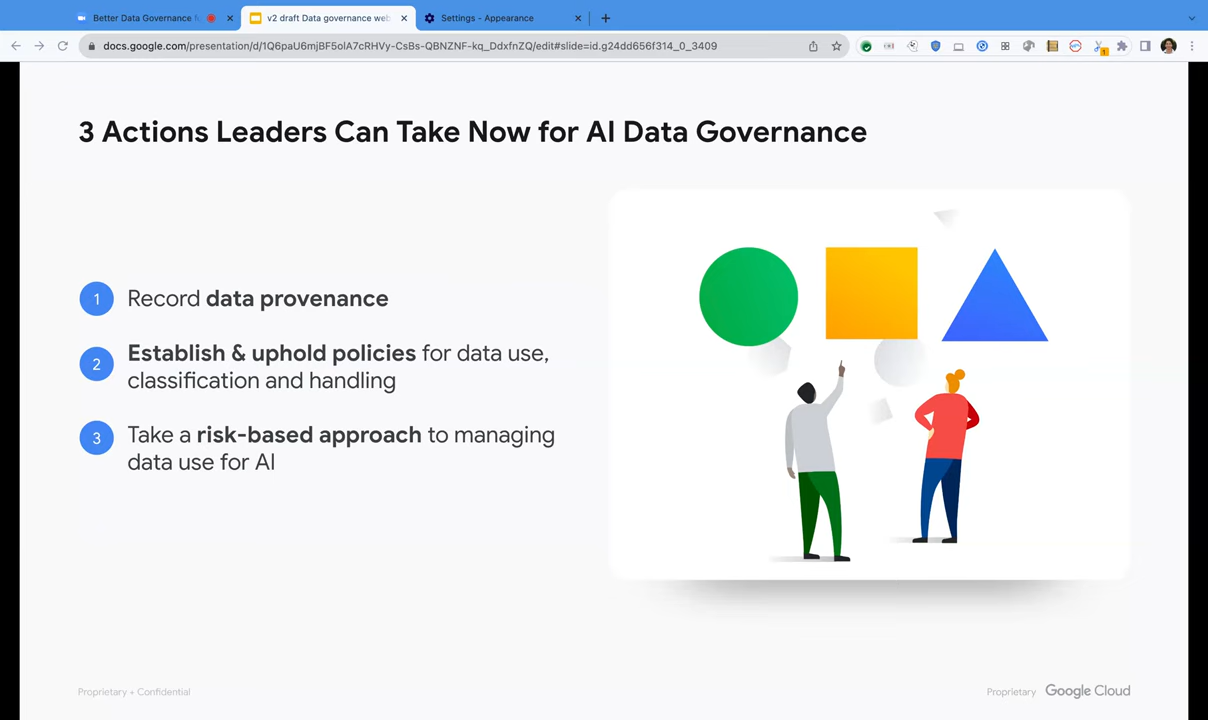 Better Data Governance f
v2 draft Data governance web
Settings - Appearance
docs.google.com/presentation/d/1Q6paU6mjBF5olA7cRHVy-CsBs-QBNZNF-kq_DdxfnZQ/edit#slide=id.g24dd656f314_0_3409
1
3 Actions Leaders Can Take Now for AI Data Governance
1 Record data provenance
2 Establish & uphold policies for data use,
classification and handling
3 Take a risk-based approach to managing
data use for AI
Proprietary + Confidential
Proprietary Google Cloud